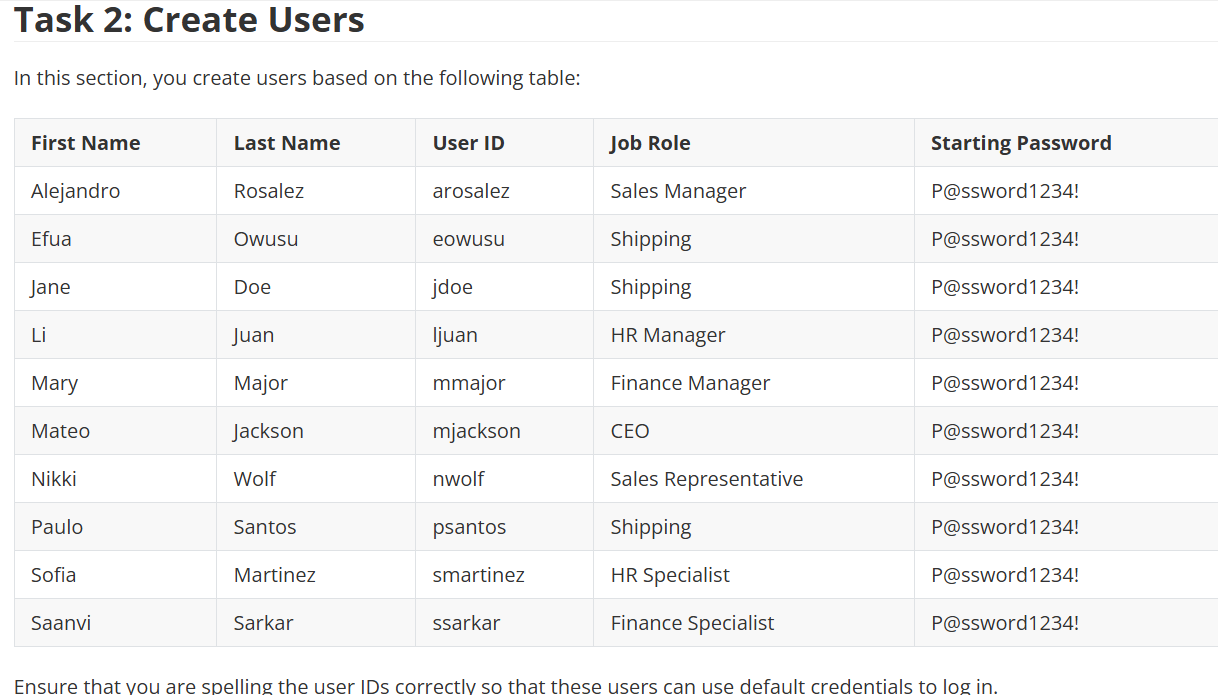 Task 2: Create Users
In this section, you create users based on the following table:
First Name Last Name User ID Job Role Starting Password
Alejandro Rosalez arosalez Sales Manager P@ssword1234!
Efua Owusu eowusu Shipping P@ssword1234!
Jane Doe jdoe Shipping P@ssword1234!
Li Juan ljuan HR Manager P@ssword1234!
Mary Major mmajor Finance Manager P@ssword1234!
Mateo Jackson mjackson CEO P@ssword1234!
Nikki Wolf nwolf Sales Representative P@ssword1234!
Paulo Santos psantos Shipping P@ssword1234!
Sofia Martinez smartinez HR Specialist P@ssword1234!
Saanvi Sarkar ssarkar Finance Specialist P@ssword1234!
Ensure that you are spelling the user IDs correctly so that these users can use default credentials to log in.